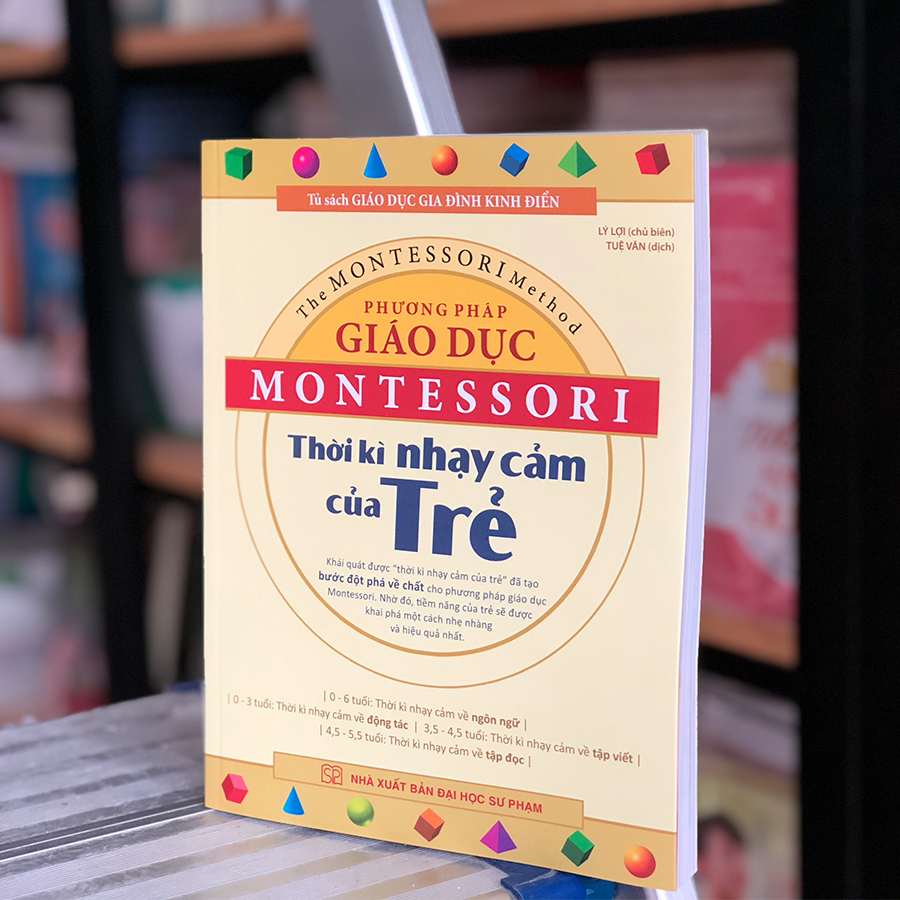 Tủ sách GIÁO DỤC GIA ĐÌNH KINH ĐIỂN
LÝ LỢI (chủ biên)
TUỆ VĂN (dịch)
The MONTESSORI Method
PHƯƠNG PHÁP
GIÁO DỤC
MONTESSORI
Thời kì nhạy cảm
của Trẻ
Khái quát được “thời kì nhạy cảm của trẻ” đã tạo
bước đột phá về chất cho phương pháp giáo dục
Montessori. Nhờ đó, tiềm năng của trẻ sẽ được
khai phá một cách nhẹ nhàng
và hiệu quả nhất.
| 0 - 6 tuổi: Thời kì nhạy cảm về ngôn ngữ |
| 0 - 3 tuổi: Thời kì nhạy cảm về động tác | 3,5 - 4,5 tuổi: Thời kì nhạy cảm về tập viết |
| 4,5 - 5,5 tuổi: Thời kì nhạy cảm về tập đọc |
NHÀ XUẤT BẢN ĐẠI HỌC SƯ PHẠM